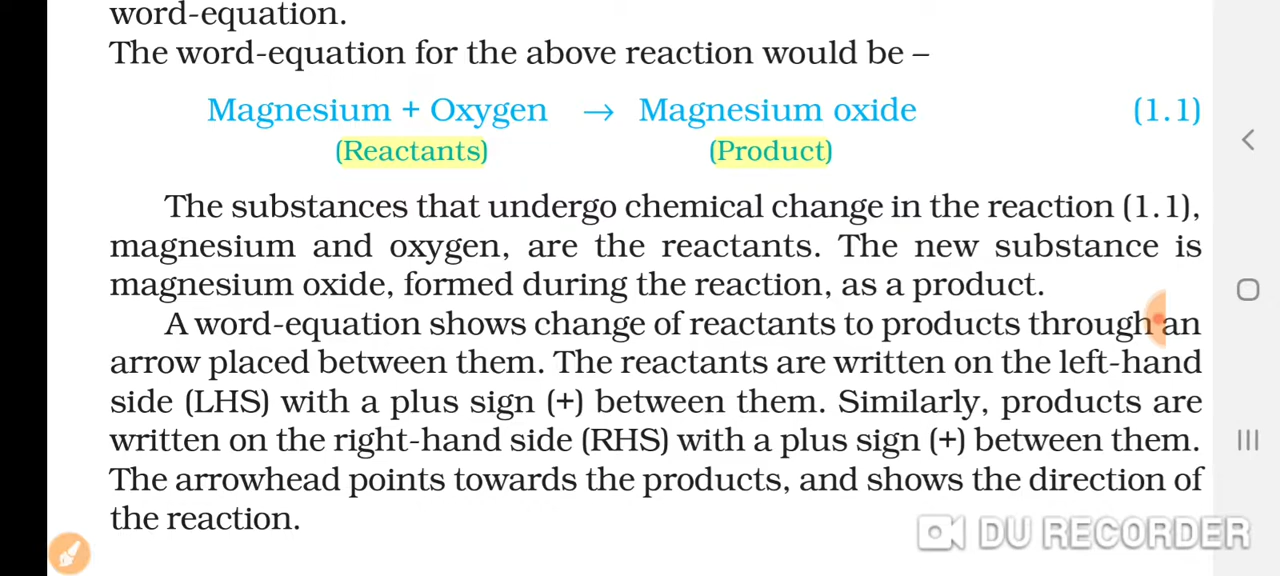 word-equation.
The word-equation for the above reaction would be –
Magnesium + Oxygen → Magnesium oxide (1.1)
(Reactants) (Product)
The substances that undergo chemical change in the reaction (1.1),
magnesium and oxygen, are the reactants. The new substance is
magnesium oxide, formed during the reaction, as a product.
A word-equation shows change of reactants to products through an
arrow placed between them. The reactants are written on the left-hand
side (LHS) with a plus sign (+) between them. Similarly, products are
written on the right-hand side (RHS) with a plus sign (+) between them.
The arrowhead points towards the products, and shows the direction of
the reaction.
DU RECORDER